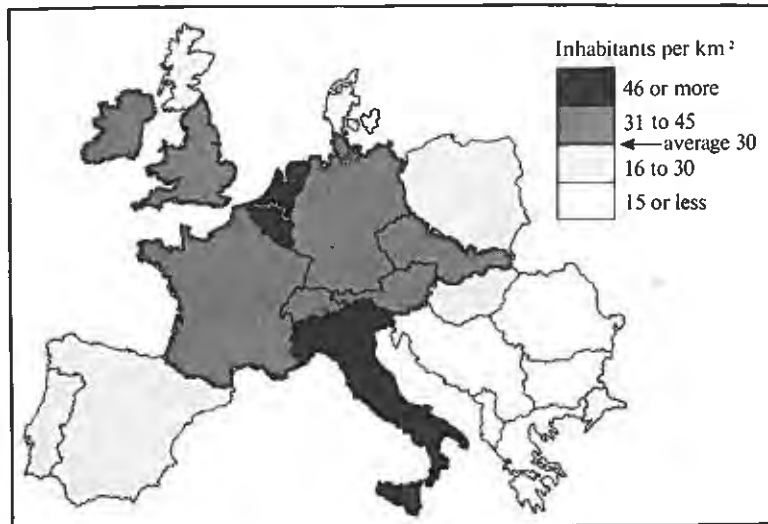 Inhabitants per km²
46 or more
31 to 45
average 30
16 to 30
15 or less